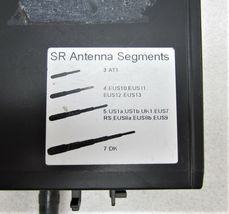 SR Antenna Segments
3:AT1
4:EUS10,EUS11
EUS12,EUS13
5:US1a,US1b,UK1,EUS7
RS,EUS8a,EUS8b,EUS9
7:DK